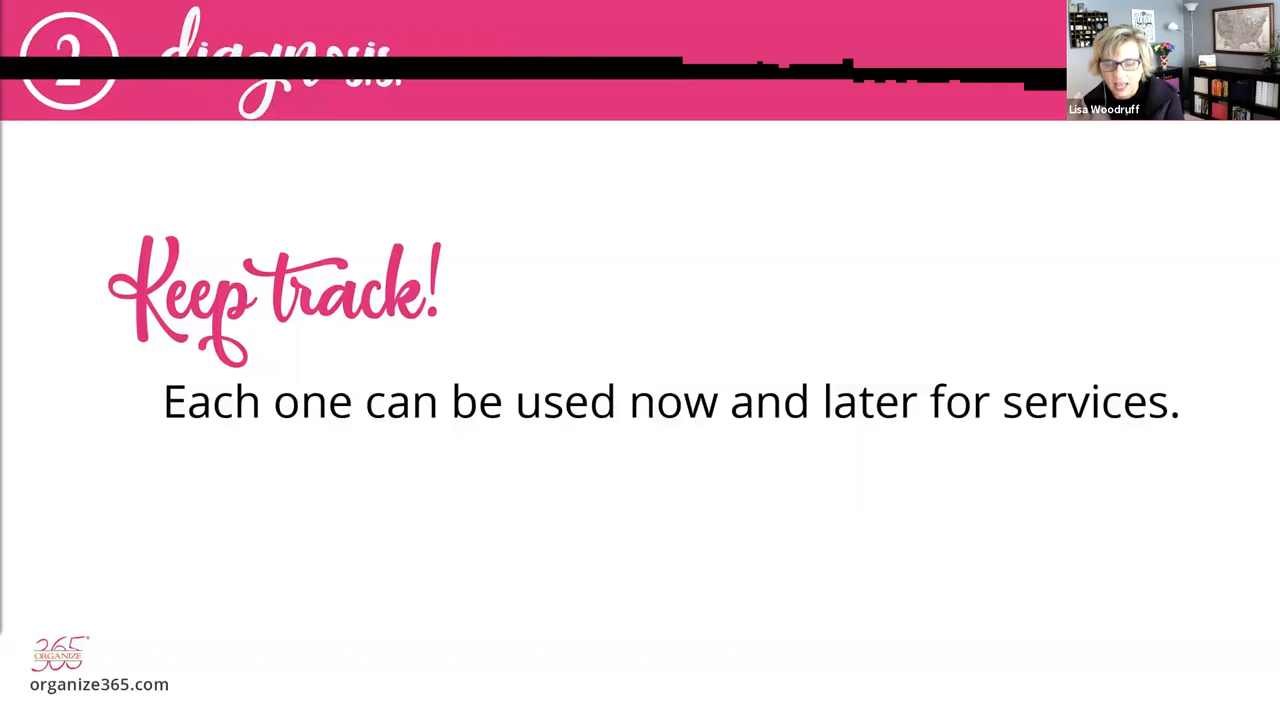 2
diagnosis
Lisa Woodruff
Keep track!
Each one can be used now and later for services.
365
ORGANIZE
organize365.com